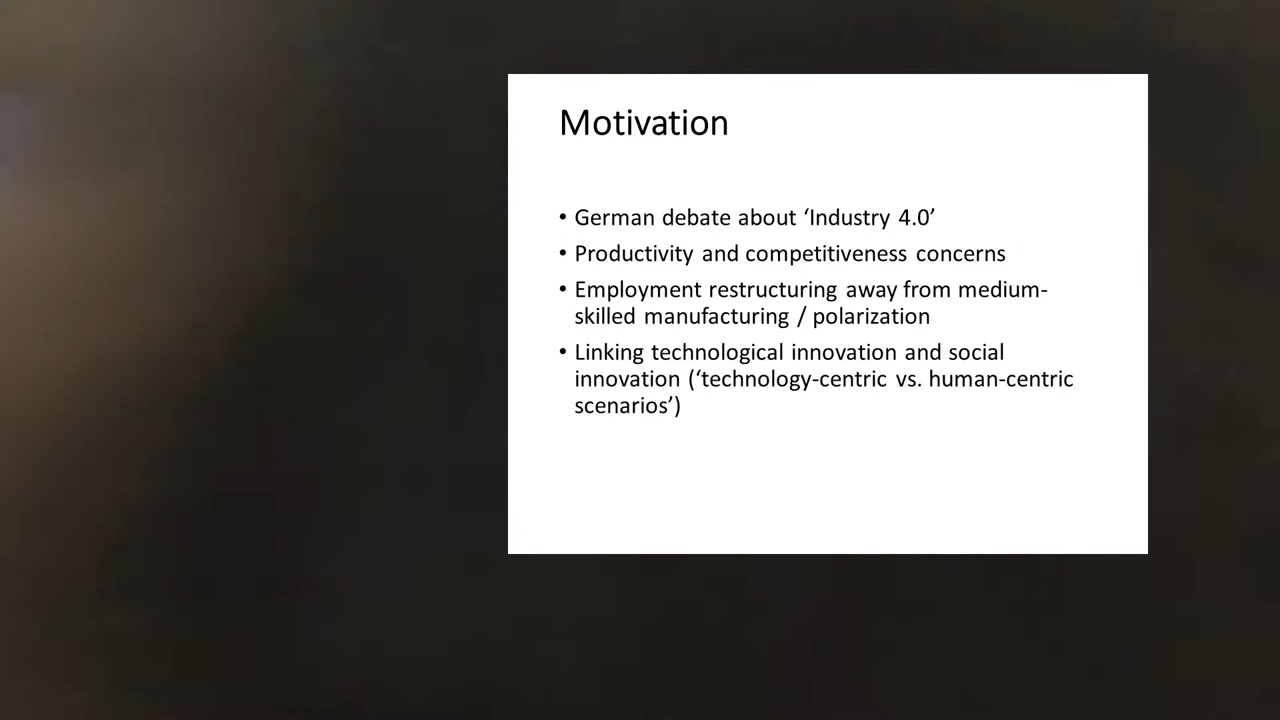 Motivation
• German debate about ‘Industry 4.0’
• Productivity and competitiveness concerns
• Employment restructuring away from medium-
skilled manufacturing / polarization
• Linking technological innovation and social
innovation (‘technology-centric vs. human-centric
scenarios’)